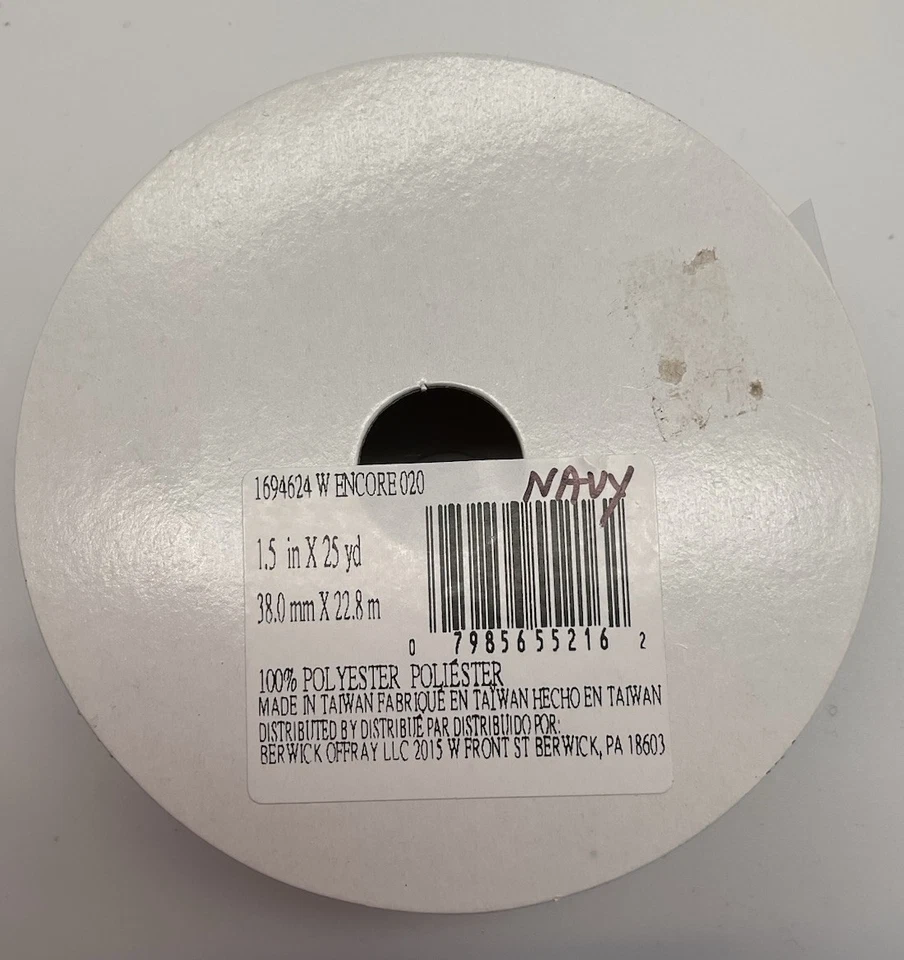 1694624 W ENCORE 020
NAVY
1.5 in X 25 yd
38.0 mm X 22.8 m
0 7985655216 2
100% POLYESTER POLIÉSTER
MADE IN TAIWAN FABRIQUÉ EN TAÏWAN HECHO EN TAIWAN
DISTRIBUTED BY DISTRIBUÉ PAR DISTRIBUIDO POR:
BERWICK OFFRAY LLC 2015 W FRONT ST BERWICK, PA 18603